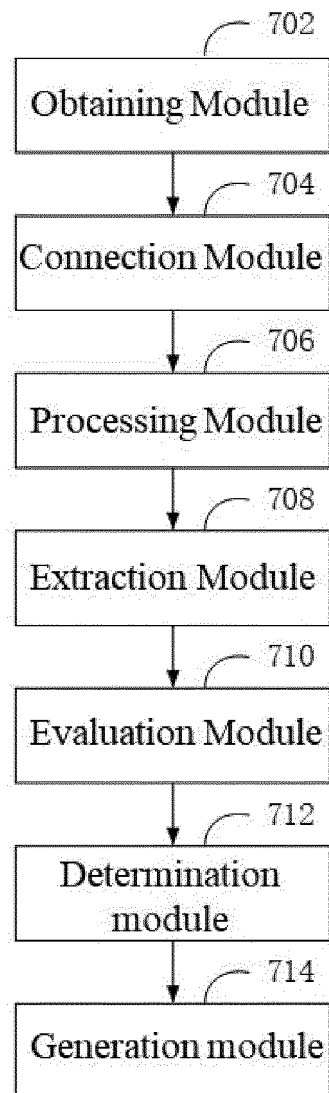 702
Obtaining Module
704
Connection Module
706
Processing Module
708
Extraction Module
710
Evaluation Module
712
Determination
module
714
Generation module